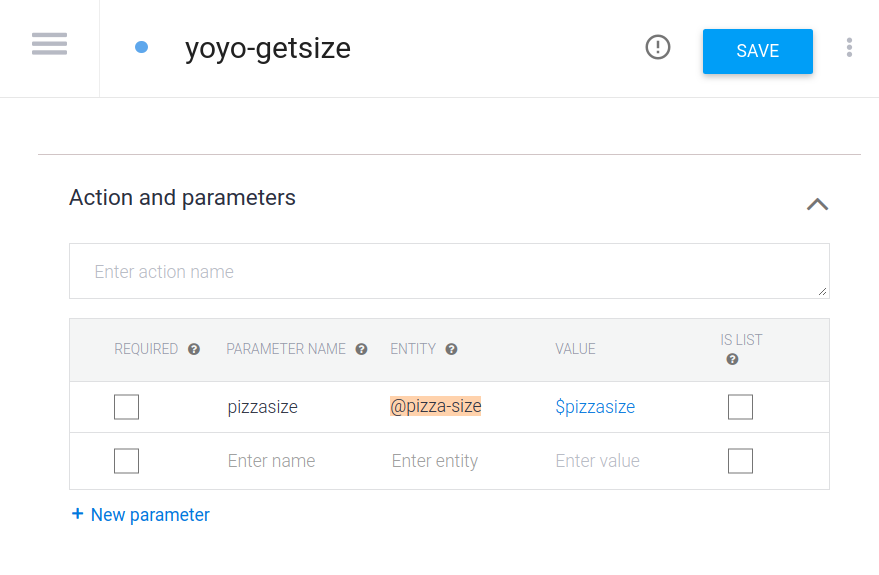 yoyo-getsize
SAVE
Action and parameters
Enter action name
REQUIRED PARAMETER NAME ENTITY VALUE IS LIST
pizzasize @pizza-size $pizzasize
Enter name Enter entity Enter value
+ New parameter